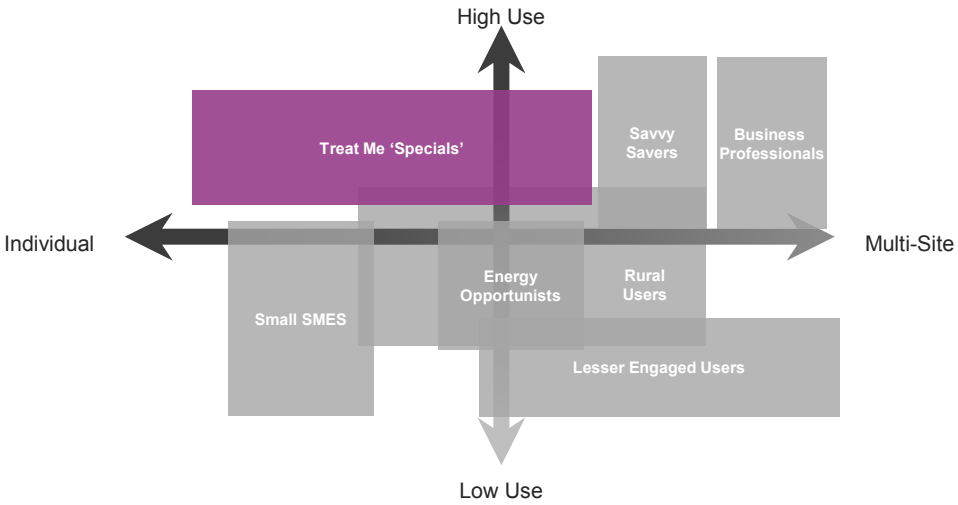 High Use
Treat Me ‘Specials’
Savvy
Savers
Business
Professionals
Individual
Multi-Site
Energy
Opportunists
Rural
Users
Small SMES
Lesser Engaged Users
Low Use